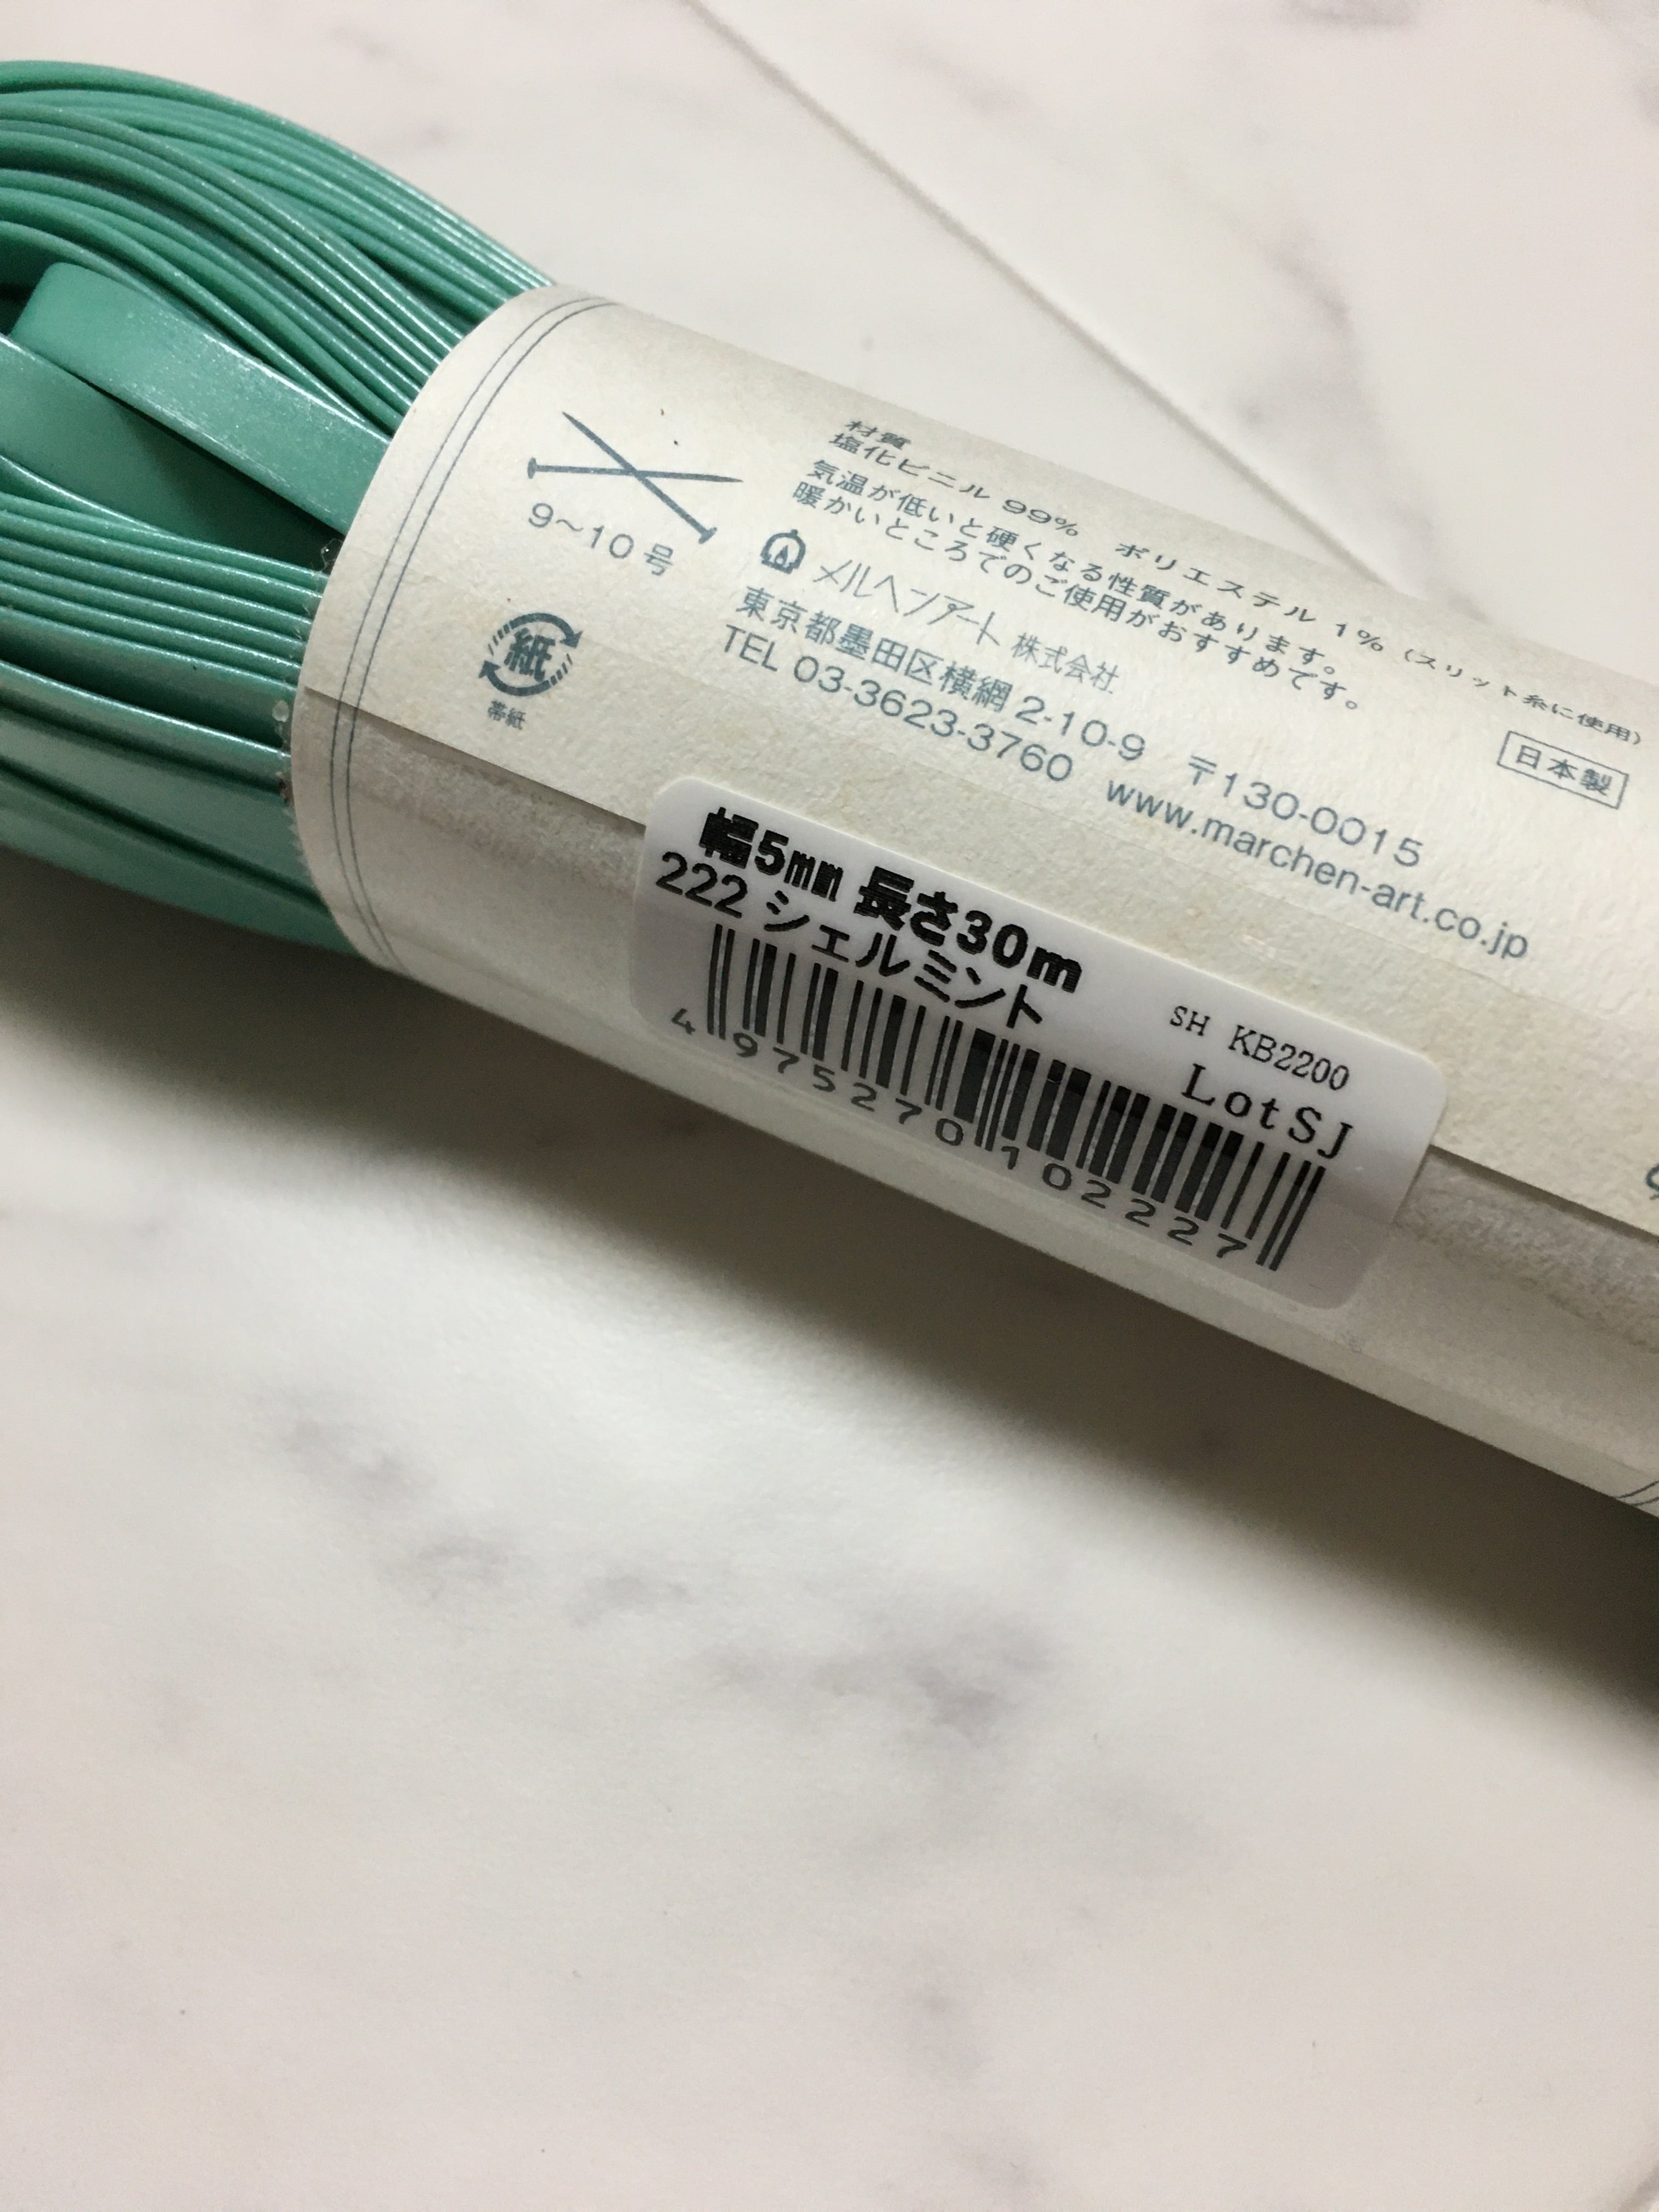 9〜10号
紙
帯紙
材質
塩化ビニル 99%　ポリエステル 1%（スリット糸に使用）
気温が低いと硬くなる性質があります。
暖かいところでのご使用がおすすめです。
日本製
メルヘンアート 株式会社
東京都墨田区横網 2-10-9　〒130-0015
TEL 03-3623-3760 www.marchen-art.co.jp
幅5mm 長さ30m
222 シェルミント
SH KB2200
LotSJ
4975270102227